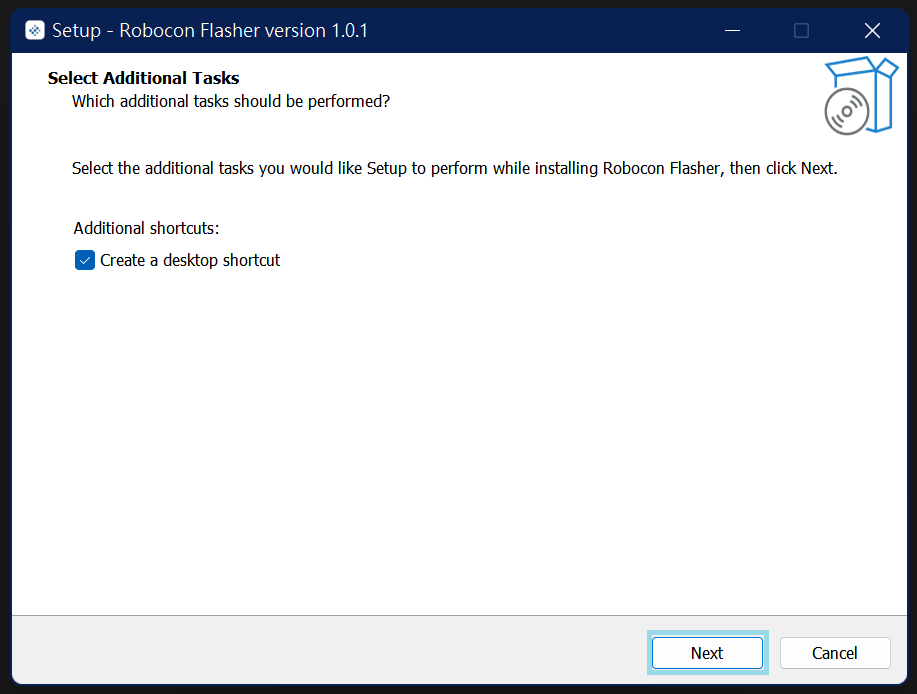 Setup - Robocon Flasher version 1.0.1
Select Additional Tasks
Which additional tasks should be performed?
Select the additional tasks you would like Setup to perform while installing Robocon Flasher, then click Next.
Additional shortcuts:
Create a desktop shortcut
Next
Cancel